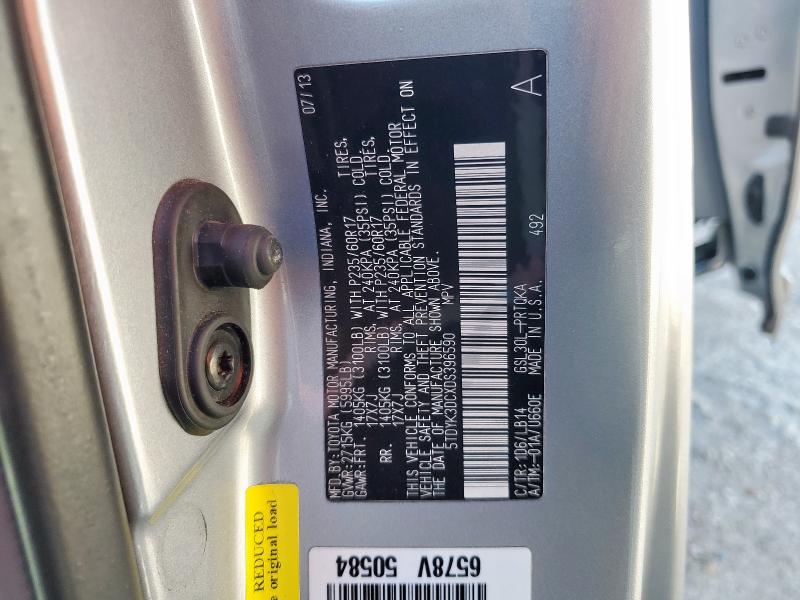 07/13
MFD.BY: TOYOTA MOTOR MANUFACTURING, INDIANA, INC.
GVWR: 2715KG (5995LB)
GAWR: FRT. 1405KG (3100LB) WITH P235/60R17 TIRES,
17X7J RIMS, AT 240KPA (35PSI) COLD
RR. 1405KG (3100LB) WITH P235/60R17 TIRES,
17X7J RIMS, AT 240KPA (35PSI) COLD
THIS VEHICLE CONFORMS TO ALL APPLICABLE FEDERAL MOTOR
VEHICLE SAFETY AND THEFT PREVENTION STANDARDS IN EFFECT ON
THE DATE OF MANUFACTURE SHOWN ABOVE.
5TDYK3DCXDS396590 MPV
C/TR: 1D6/LB14 GSL30L-PRTQKA 492
A/TM: -01A/U660E MADE IN U.S.A.
A
REDUCED
e original load
6578V
50584